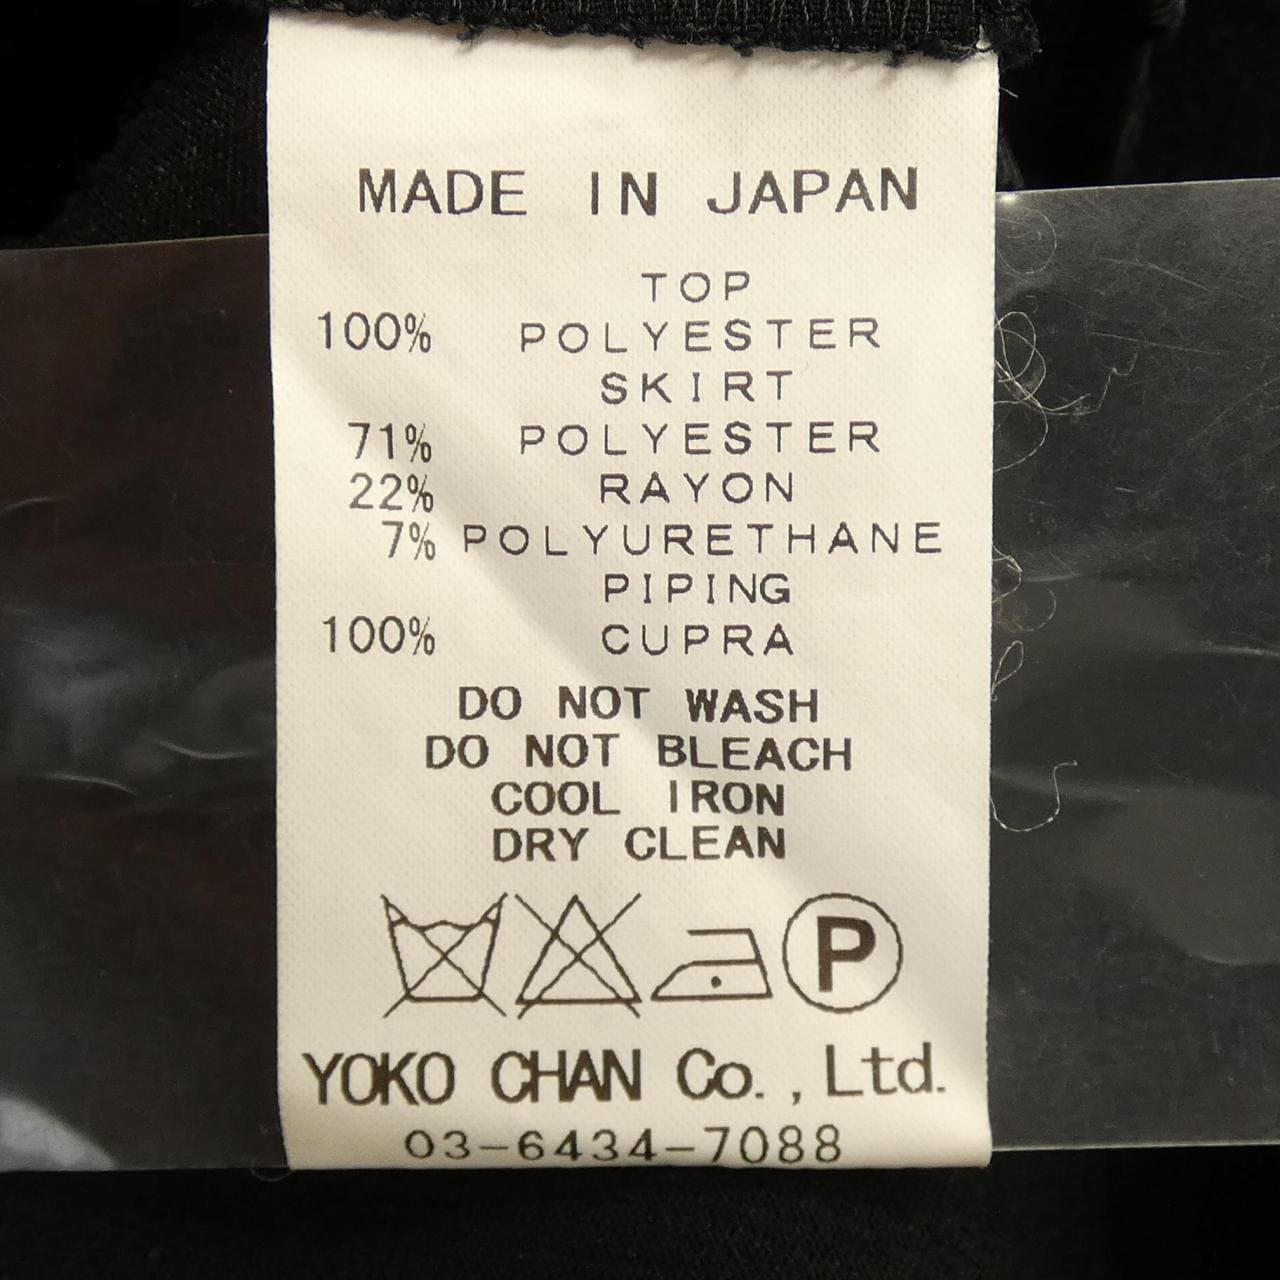 MADE IN JAPAN
TOP
100% POLYESTER
SKIRT
71% POLYESTER
22% RAYON
7% POLYURETHANE
PIPING
100% CUPRA
DO NOT WASH
DO NOT BLEACH
COOL IRON
DRY CLEAN
P
YOKO CHAN Co., Ltd.
03-6434-7088